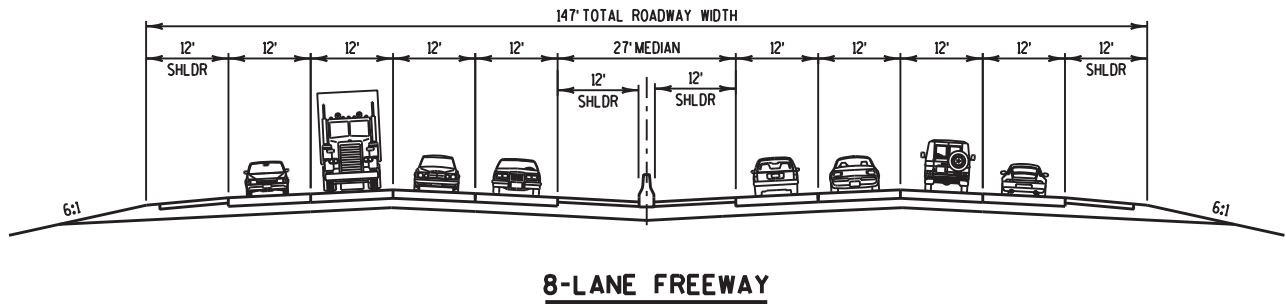 147' TOTAL ROADWAY WIDTH
12' 12' 12' 12' 12' 27' MEDIAN 12' 12' 12' 12' 12'
SHLDR SHLDR
12' 12'
SHLDR SHLDR
6:1 6:1
8-LANE FREEWAY